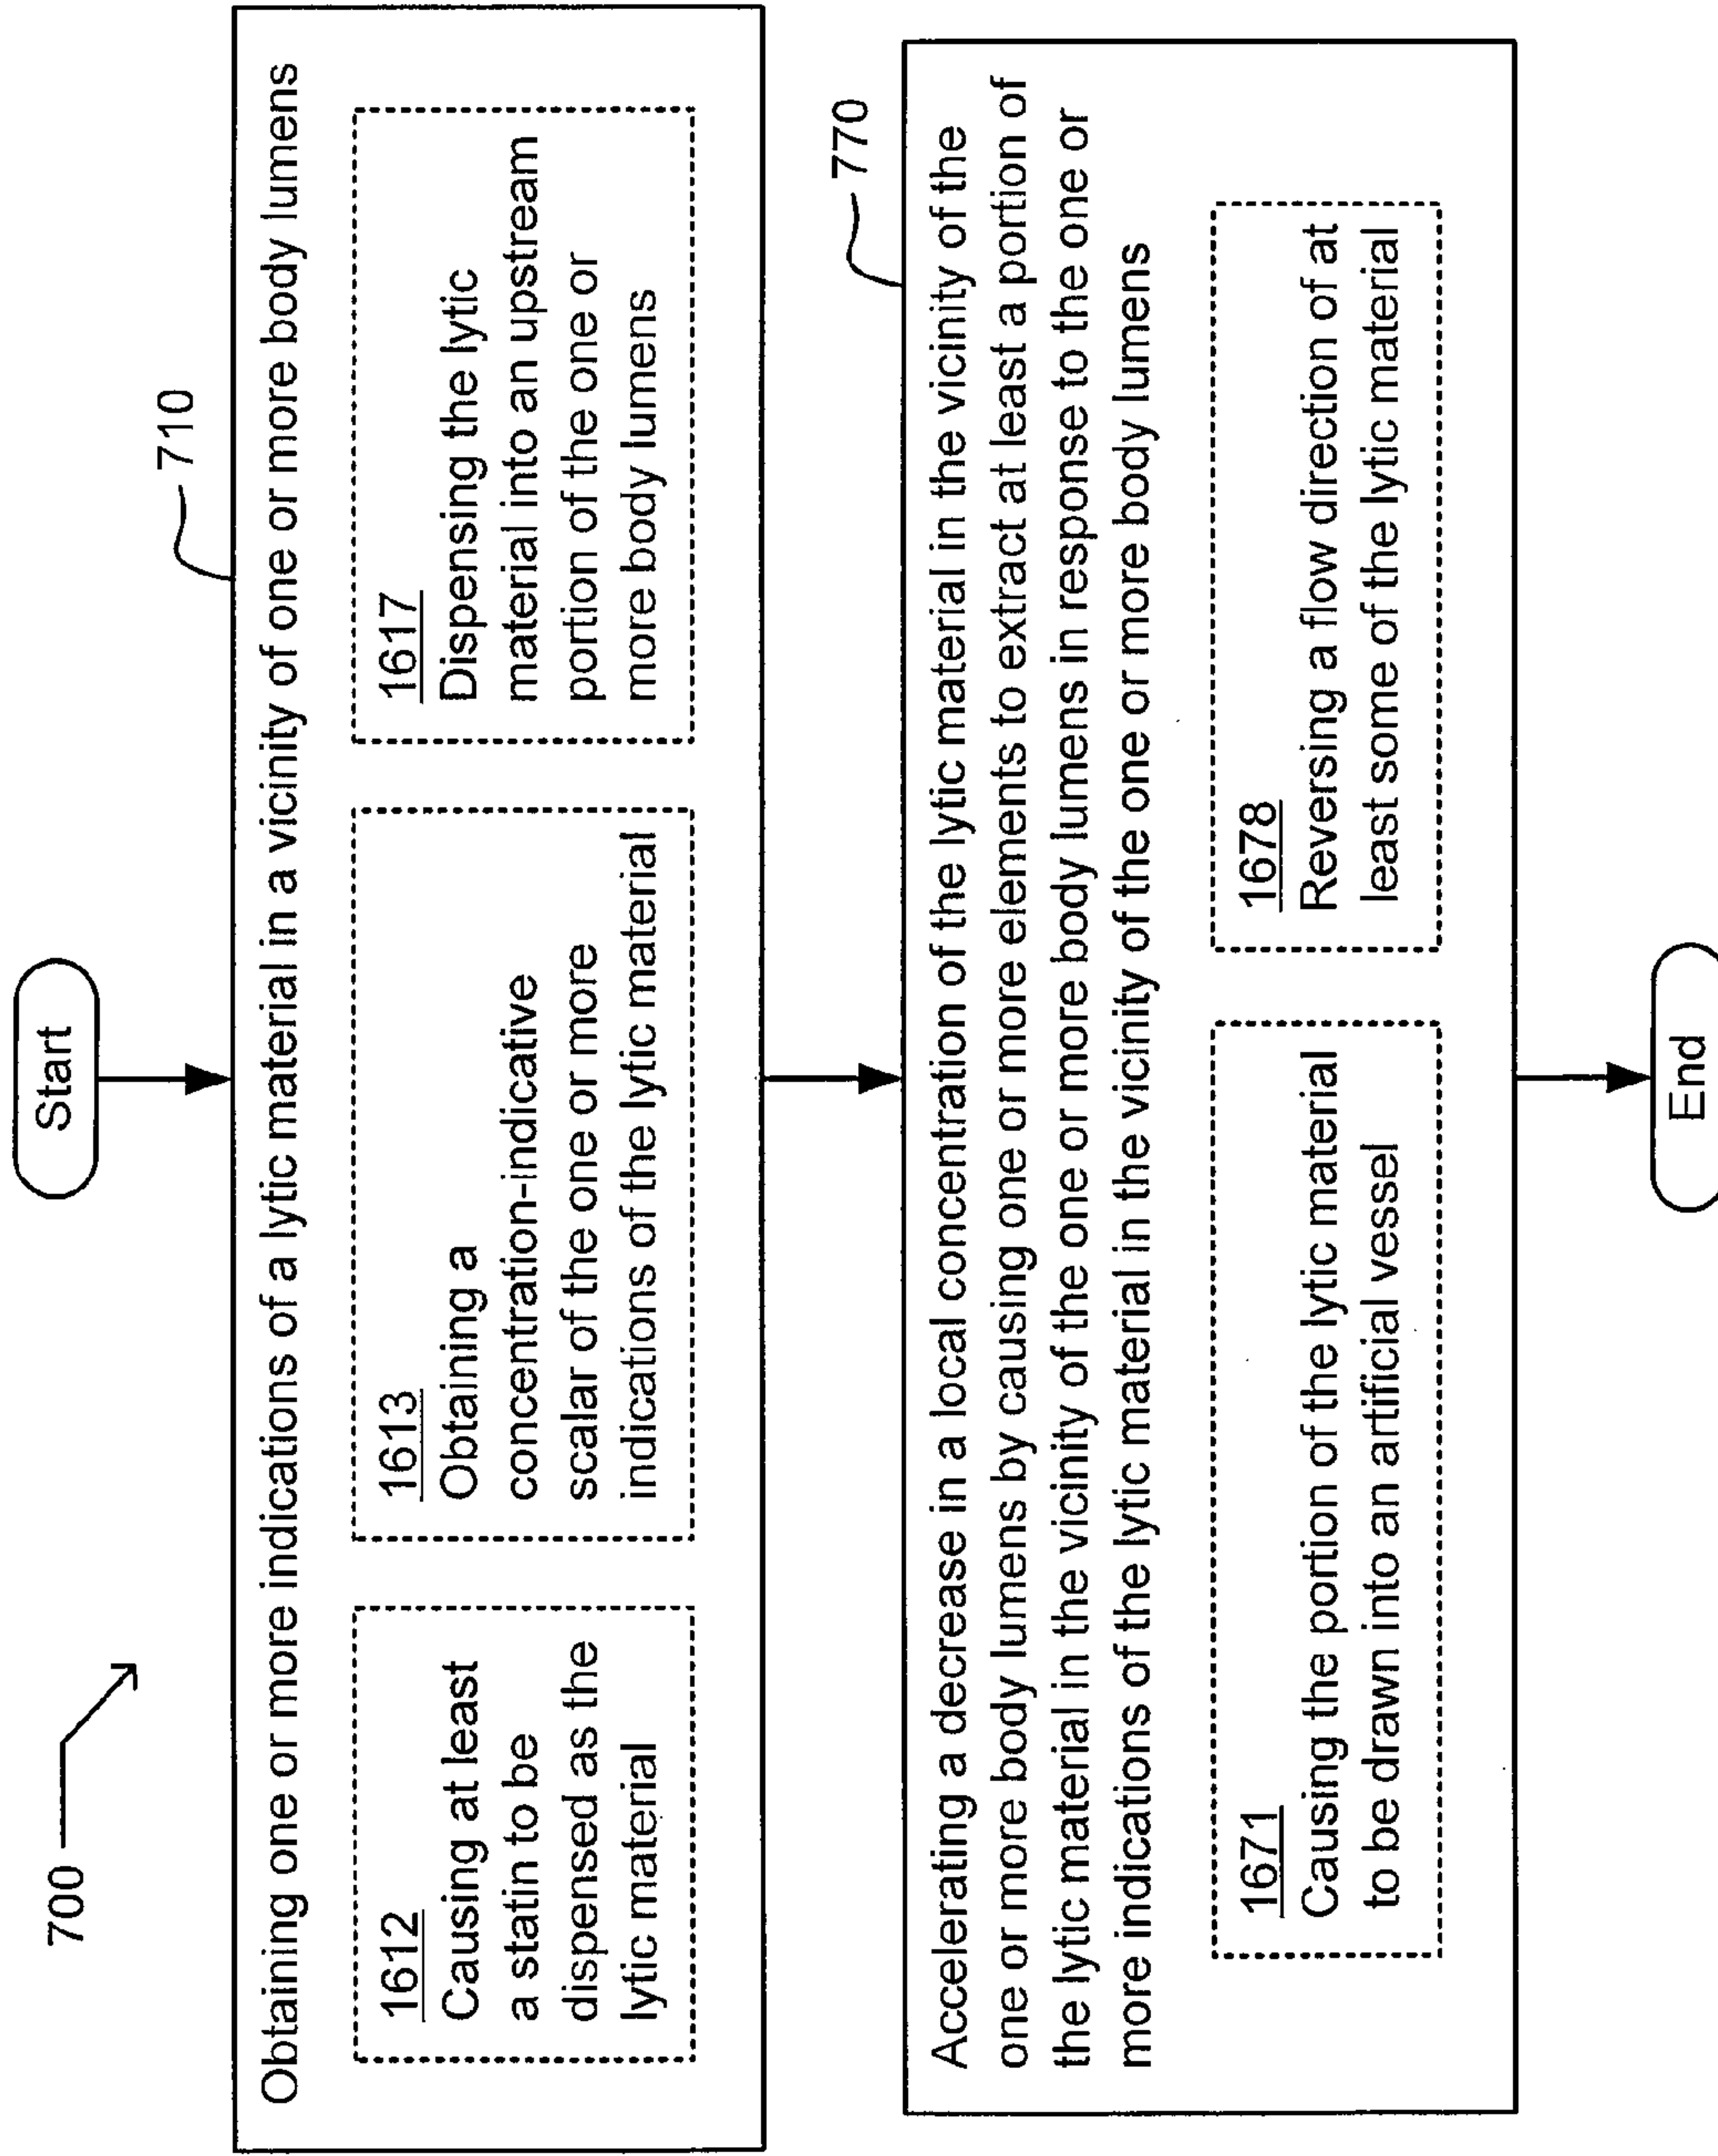 700
Start
710
Obtaining one or more indications of a lytic material in a vicinity of one or more body lumens
1612
Causing at least
a statin to be
dispensed as the
lytic material
1613
Obtaining a
concentration-indicative
scalar of the one or more
indications of the lytic material
1617
Dispensing the lytic
material into an upstream
portion of the one or
more body lumens
770
Accelerating a decrease in a local concentration of the lytic material in the vicinity of the
one or more body lumens by causing one or more elements to extract at least a portion of
the lytic material in the vicinity of the one or more body lumens in response to the one or
more indications of the lytic material in the vicinity of the one or more body lumens
1671
Causing the portion of the lytic material
to be drawn into an artificial vessel
1678
Reversing a flow direction of at
least some of the lytic material
End